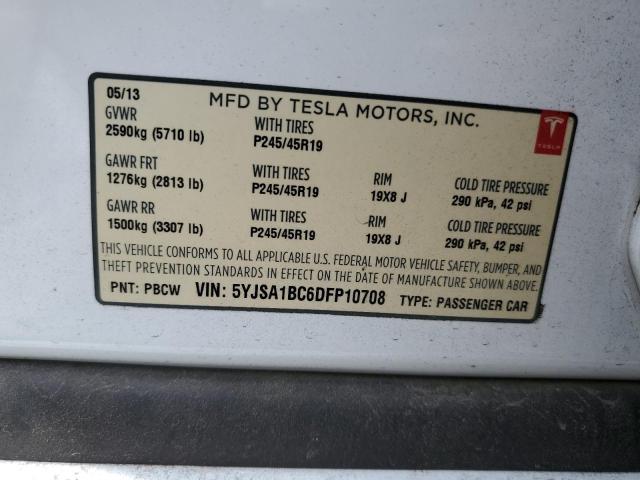 05/13 MFD BY TESLA MOTORS, INC.
TESLA
GVWR WITH TIRES
2590kg (5710 lb) P245/45R19
GAWR FRT WITH TIRES RIM COLD TIRE PRESSURE
1276kg (2813 lb) P245/45R19 19X8 J 290 kPa, 42 psi
GAWR RR WITH TIRES RIM COLD TIRE PRESSURE
1500kg (3307 lb) P245/45R19 19X8 J 290 kPa, 42 psi
THIS VEHICLE CONFORMS TO ALL APPLICABLE U.S. FEDERAL MOTOR VEHICLE SAFETY, BUMPER, AND
THEFT PREVENTION STANDARDS IN EFFECT ON THE DATE OF MANUFACTURE SHOWN ABOVE.
PNT: PBCW VIN: 5YJSA1BC6DFP10708 TYPE: PASSENGER CAR